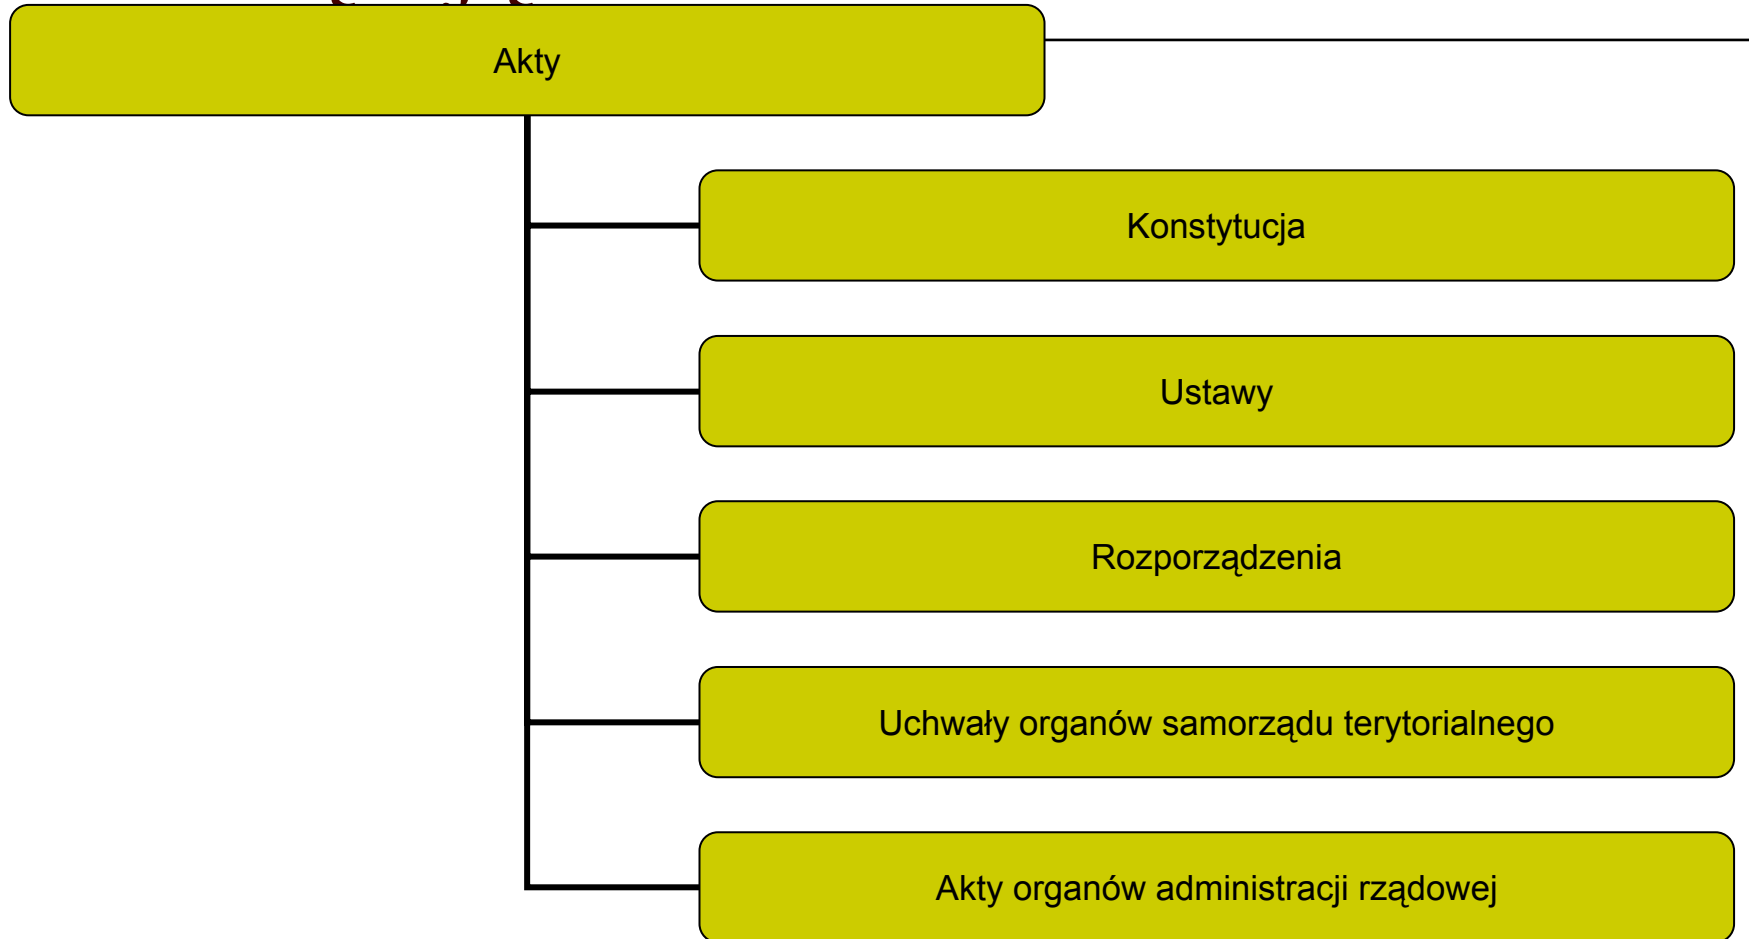 Akty
Konstytucja
Ustawy
Rozporządzenia
Uchwały organów samorządu terytorialnego
Akty organów administracji rządowej